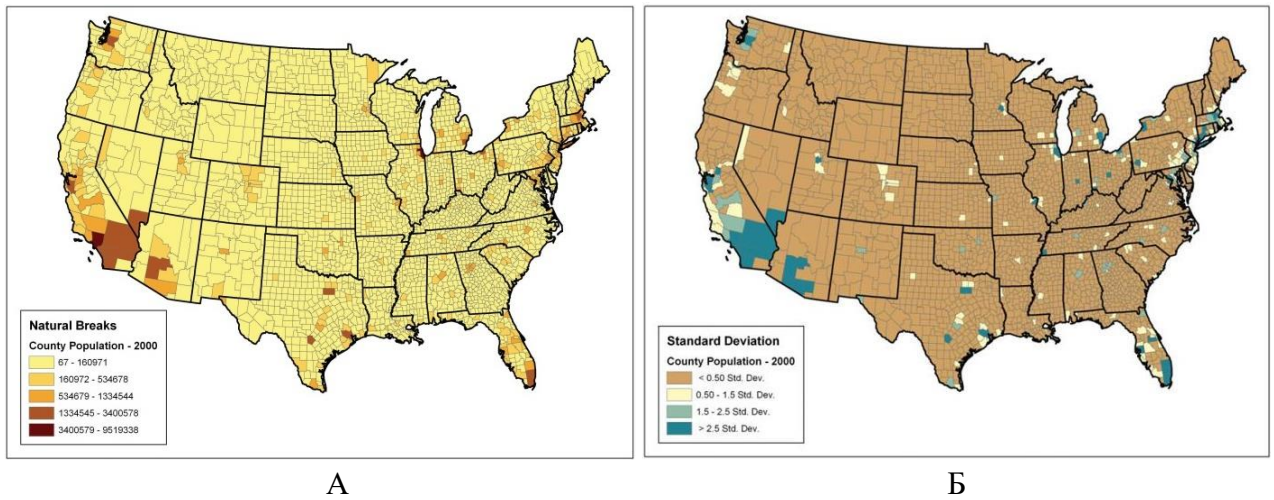 Natural Breaks
County Population - 2000
67 - 160971
160972 - 534678
534679 - 1334544
1334545 - 3400578
3400579 - 9519338
Standard Deviation
County Population - 2000
< 0.50 Std. Dev.
0.50 - 1.5 Std. Dev.
1.5 - 2.5 Std. Dev.
> 2.5 Std. Dev.
А
Б